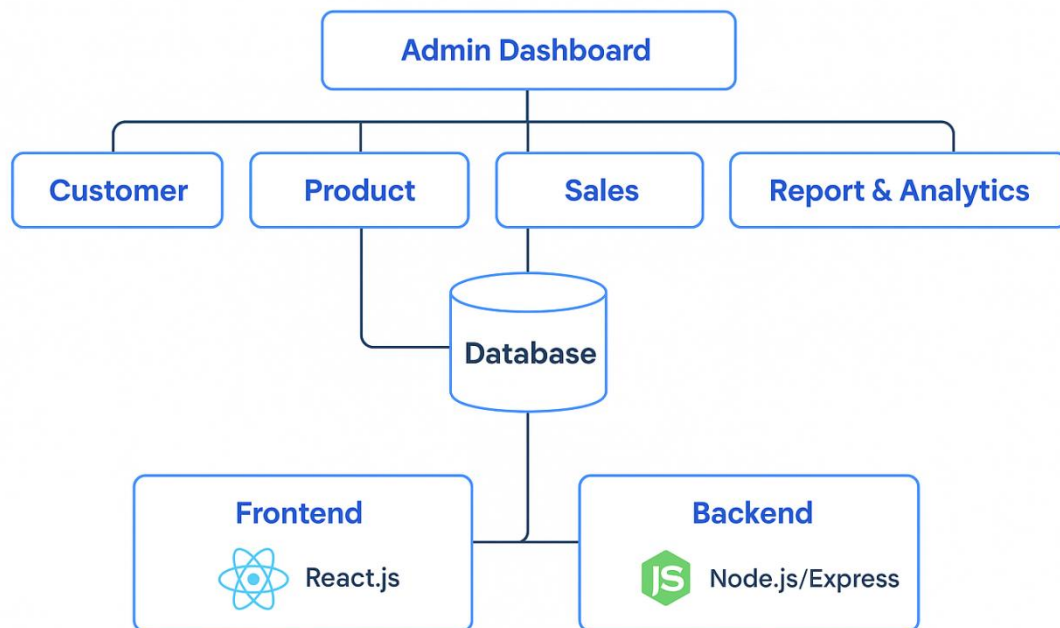 Admin Dashboard
Customer
Product
Sales
Report & Analytics
Database
Frontend
React.js
Backend
JS
Node.js/Express